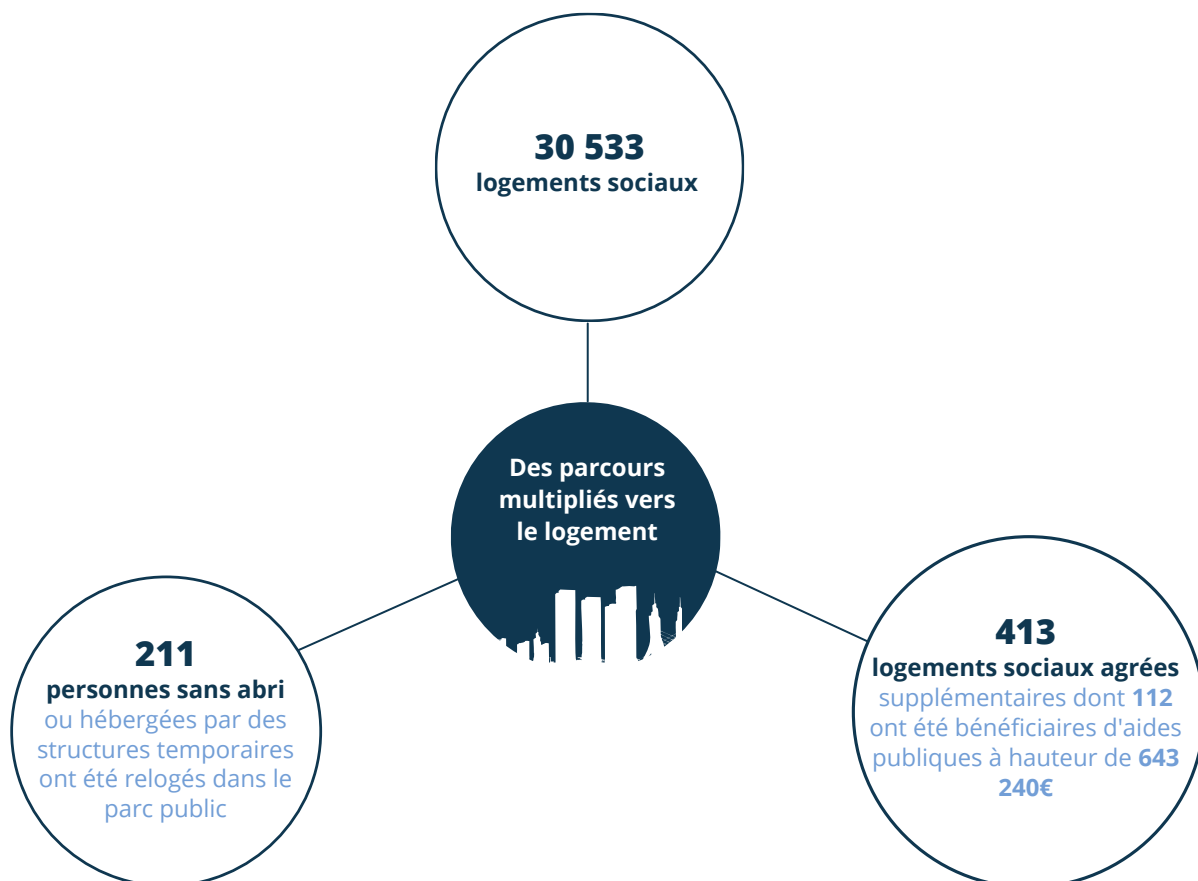 30 533
logements sociaux
Des parcours
multipliés vers
le logement
211
personnes sans abri
ou hébergées par des
structures temporaires
ont été relogés dans le
parc public
413
logements sociaux agrées
supplémentaires dont 112
ont été bénéficiaires d'aides
publiques à hauteur de 643
240€